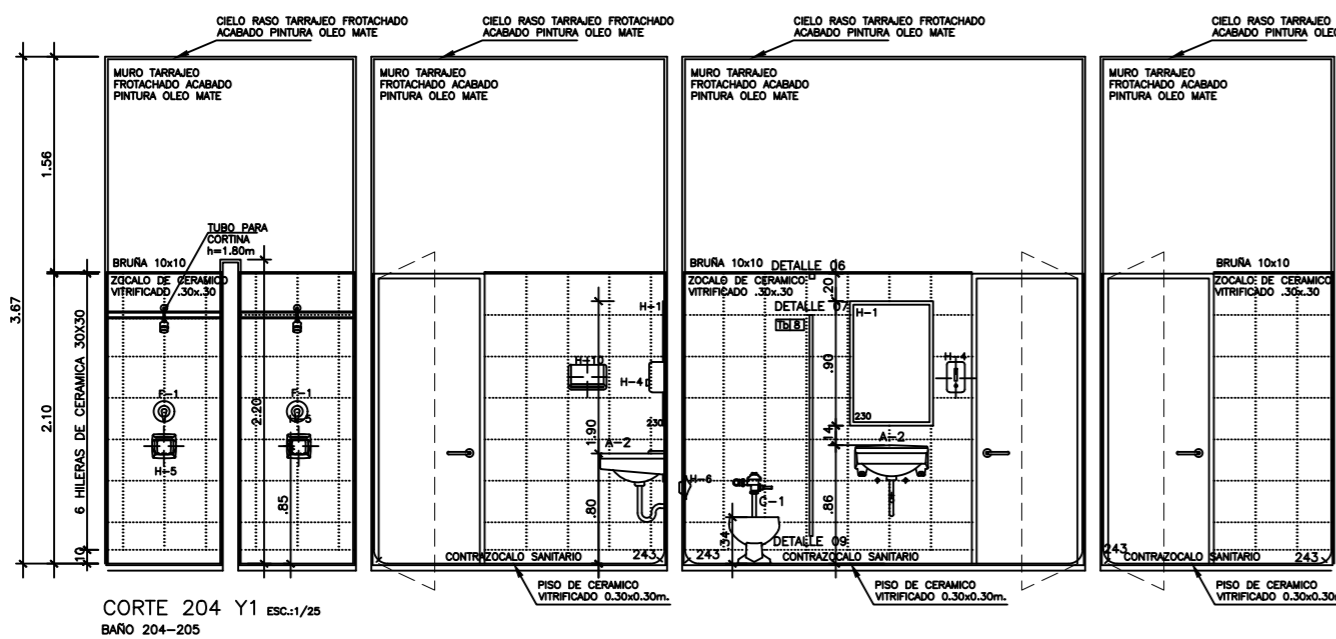 CIELO RASO TARRAJEO FROTACHADO
ACABADO PINTURA OLEO MATE
CIELO RASO TARRAJEO FROTACHADO
ACABADO PINTURA OLEO MATE
CIELO RASO TARRAJEO FROTACHADO
ACABADO PINTURA OLEO MATE
CIELO RASO TARRAJEO
ACABADO PINTURA OLEO
MURO TARRAJEO
FROTACHADO ACABADO
PINTURA OLEO MATE
MURO TARRAJEO
FROTACHADO ACABADO
PINTURA OLEO MATE
MURO TARRAJEO
FROTACHADO ACABADO
PINTURA OLEO MATE
MURO TARRAJEO
FROTACHADO ACABADO
PINTURA OLEO MATE
3.67
1.56
2.10
6 HILERAS DE CERAMICA 30X30
.10
TUBO PARA
CORTINA
h=1.80m
BRUÑA 10x10
ZOCALO DE CERAMICO
VITRIFICADO .30x.30
F-1
H-5
F-1
H-5
2.20
.85
H-1
H-10
H-4
230
1.90
A-2
.80
CONTRAZOCALO SANITARIO
243
BRUÑA 10x10
ZOCALO DE CERAMICO
VITRIFICADO .30x.30
DETALLE 06
DETALLE 07
Tb 8
.20
H-1
.90
H-4
230
.14
A-2
.86
H-6
C-1
.34
DETALLE 09
243
CONTRAZOCALO SANITARIO
BRUÑA 10x10
ZOCALO DE CERAMICO
VITRIFICADO .30x.30
243
CONTRAZOCALO SANITARIO
243
PISO DE CERAMICO
VITRIFICADO 0.30x0.30m.
PISO DE CERAMICO
VITRIFICADO 0.30x0.30m.
PISO DE CERAMICO
VITRIFICADO 0.30x0.30m
CORTE 204 Y1 ESC.:1/25
BAÑO 204-205